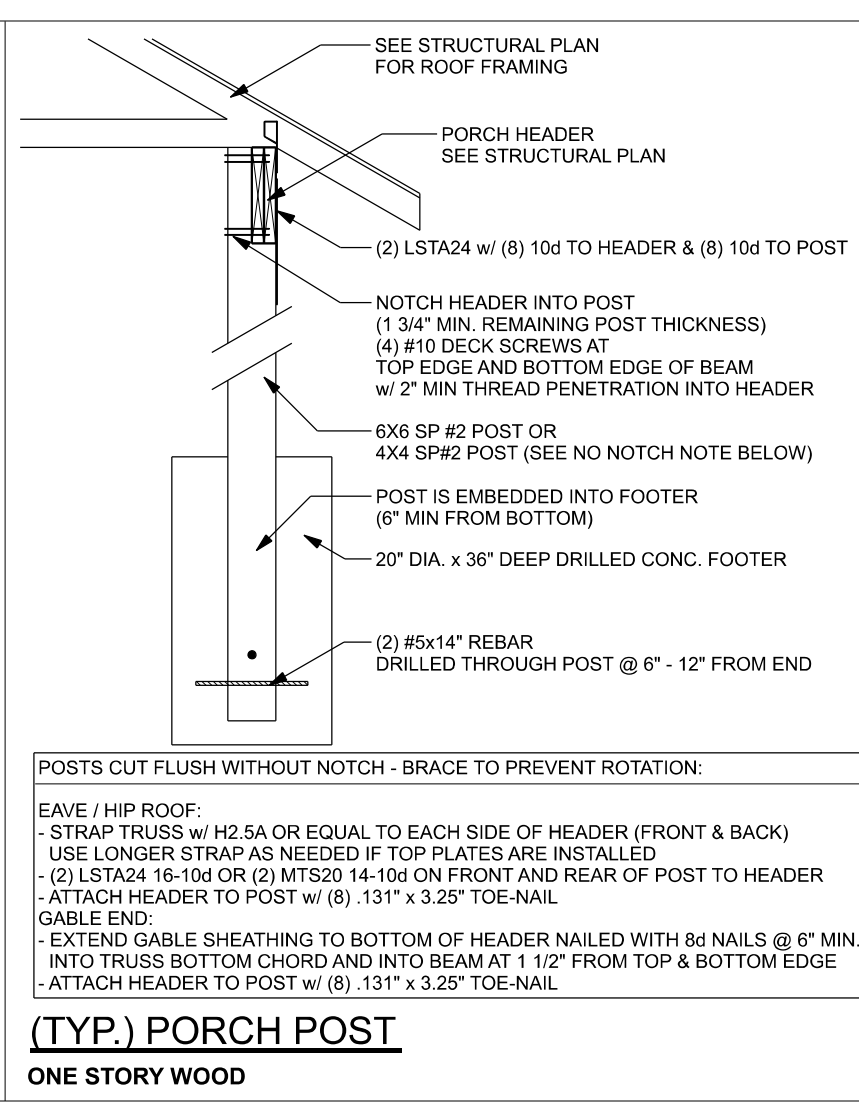 SEE STRUCTURAL PLAN
FOR ROOF FRAMING
PORCH HEADER
SEE STRUCTURAL PLAN
(2) LSTA24 w/ (8) 10d TO HEADER & (8) 10d TO POST
NOTCH HEADER INTO POST
(1 3/4" MIN. REMAINING POST THICKNESS)
(4) #10 DECK SCREWS AT
TOP EDGE AND BOTTOM EDGE OF BEAM
w/ 2" MIN THREAD PENETRATION INTO HEADER
6X6 SP #2 POST OR
4X4 SP#2 POST (SEE NO NOTCH NOTE BELOW)
POST IS EMBEDDED INTO FOOTER
(6" MIN FROM BOTTOM)
20" DIA. x 36" DEEP DRILLED CONC. FOOTER
(2) #5x14" REBAR
DRILLED THROUGH POST @ 6" - 12" FROM END
POSTS CUT FLUSH WITHOUT NOTCH - BRACE TO PREVENT ROTATION:
EAVE / HIP ROOF:
- STRAP TRUSS w/ H2.5A OR EQUAL TO EACH SIDE OF HEADER (FRONT & BACK)
USE LONGER STRAP AS NEEDED IF TOP PLATES ARE INSTALLED
- (2) LSTA24 16-10d OR (2) MTS20 14-10d ON FRONT AND REAR OF POST TO HEADER
- ATTACH HEADER TO POST w/ (8) .131" x 3.25" TOE-NAIL
GABLE END:
- EXTEND GABLE SHEATHING TO BOTTOM OF HEADER NAILED WITH 8d NAILS @ 6" MIN.
INTO TRUSS BOTTOM CHORD AND INTO BEAM AT 1 1/2" FROM TOP & BOTTOM EDGE
- ATTACH HEADER TO POST w/ (8) .131" x 3.25" TOE-NAIL
(TYP.) PORCH POST
ONE STORY WOOD